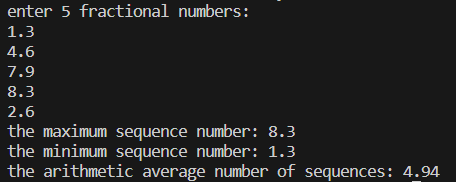 enter 5 fractional numbers:
1.3
4.6
7.9
8.3
2.6
the maximum sequence number: 8.3
the minimum sequence number: 1.3
the arithmetic average number of sequences: 4.94